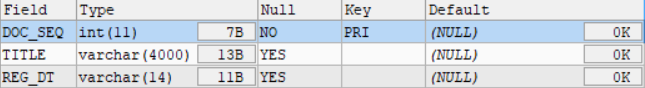 Field Type Null Key Default
DOC_SEQ int(11) 7B NO PRI (NULL) 0K
TITLE varchar(4000) 13B YES (NULL) 0K
REG_DT varchar(14) 11B YES (NULL) 0K